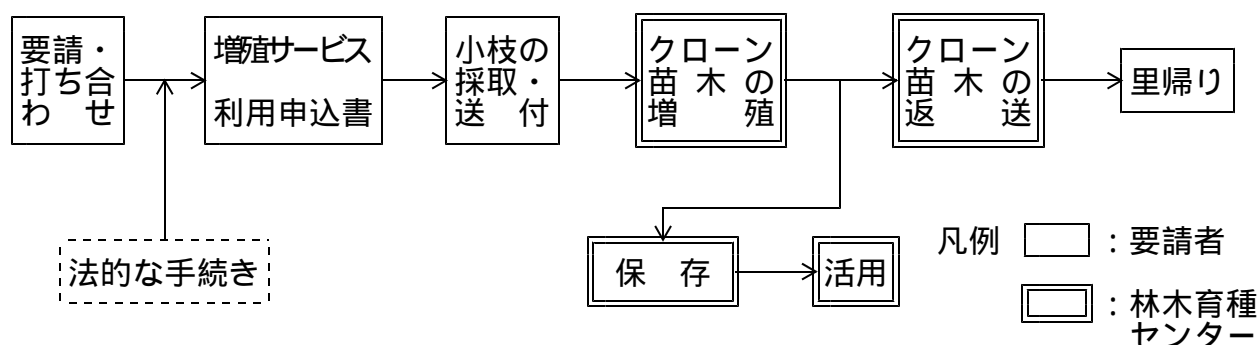 要請・
打ち合
わせ
増殖サービス
利用申込書
小枝の
採取・
送付
クローン
苗木の
増殖
クローン
苗木の
返送
里帰り
法的な手続き
保存
活用
凡例
：要請者
：林木育種
センター